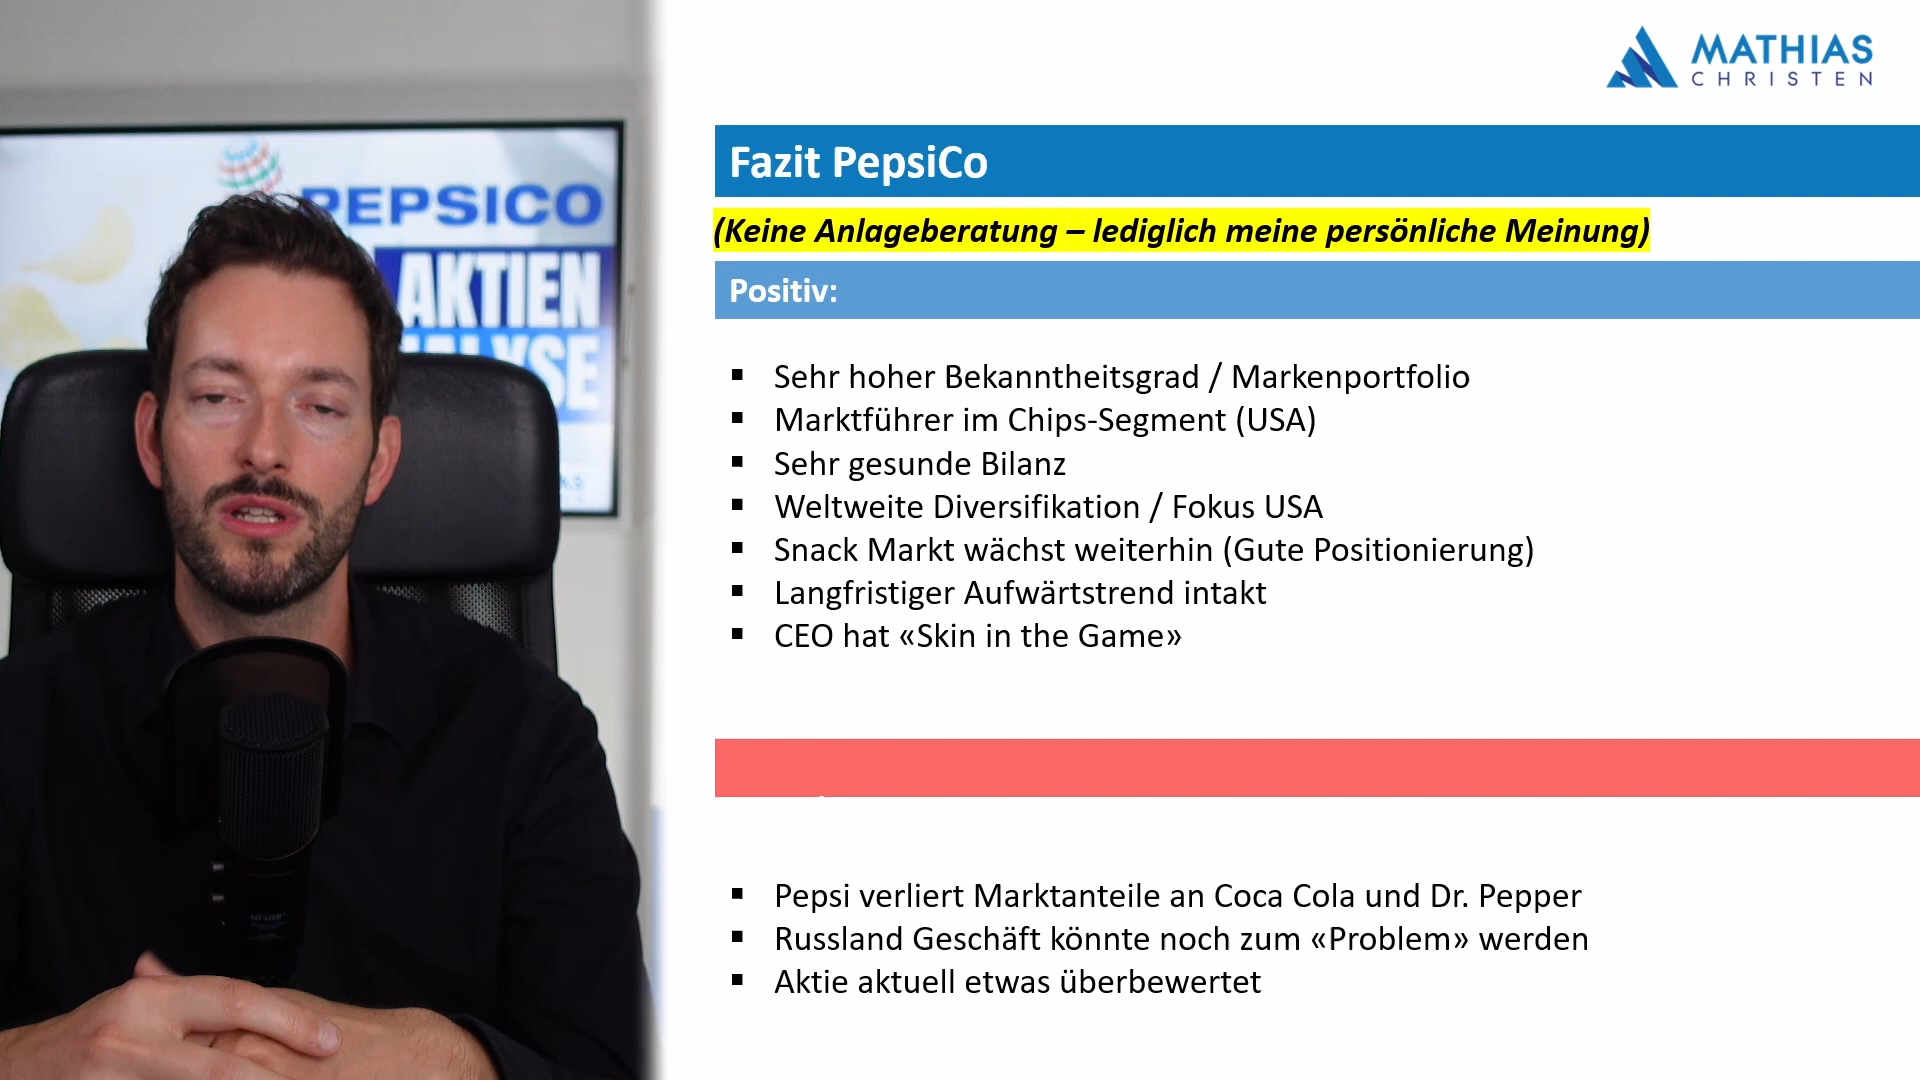 MATHIAS
CHRISTEN
PEPSICO
AKTIEN
Fazit PepsiCo
(Keine Anlageberatung – lediglich meine persönliche Meinung)
Positiv:
▪ Sehr hoher Bekanntheitsgrad / Markenportfolio
▪ Marktführer im Chips-Segment (USA)
▪ Sehr gesunde Bilanz
▪ Weltweite Diversifikation / Fokus USA
▪ Snack Markt wächst weiterhin (Gute Positionierung)
▪ Langfristiger Aufwärtstrend intakt
▪ CEO hat «Skin in the Game»
▪ Pepsi verliert Marktanteile an Coca Cola und Dr. Pepper
▪ Russland Geschäft könnte noch zum «Problem» werden
▪ Aktie aktuell etwas überbewertet